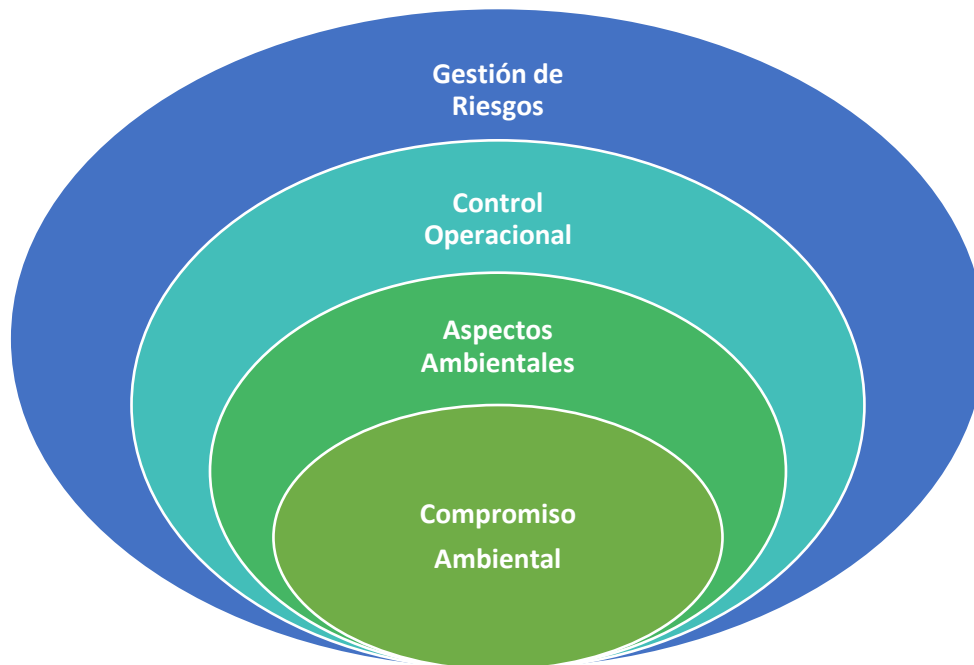 Gestión de
Riesgos
Control
Operacional
Aspectos
Ambientales
Compromiso
Ambiental